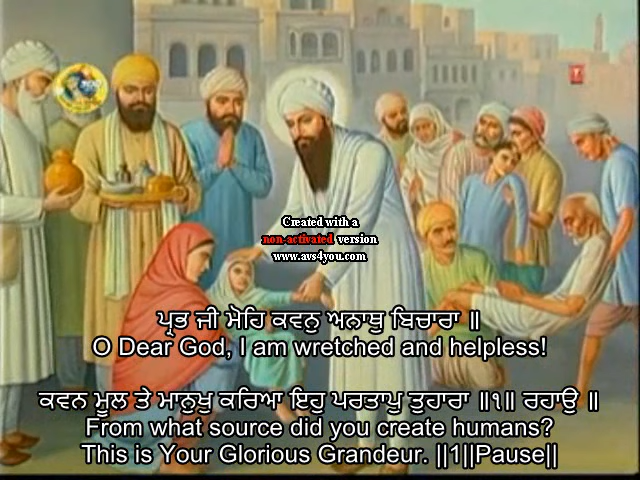 Created with a
non-activated version
www.avs4you.com
ਪ੍ਰਭ ਜੀ ਮੋਹਿ ਕਵਨੁ ਅਨਾਥੁ ਬਿਚਾਰਾ ॥
O Dear God, I am wretched and helpless!
ਕਵਨ ਮੂਲ ਤੇ ਮਾਨੁਖੁ ਕਰਿਆ ਇਹੁ ਪਰਤਾਪੁ ਤੁਹਾਰਾ ॥੧॥ ਰਹਾਉ ॥
From what source did you create humans?
This is Your Glorious Grandeur. ||1||Pause||